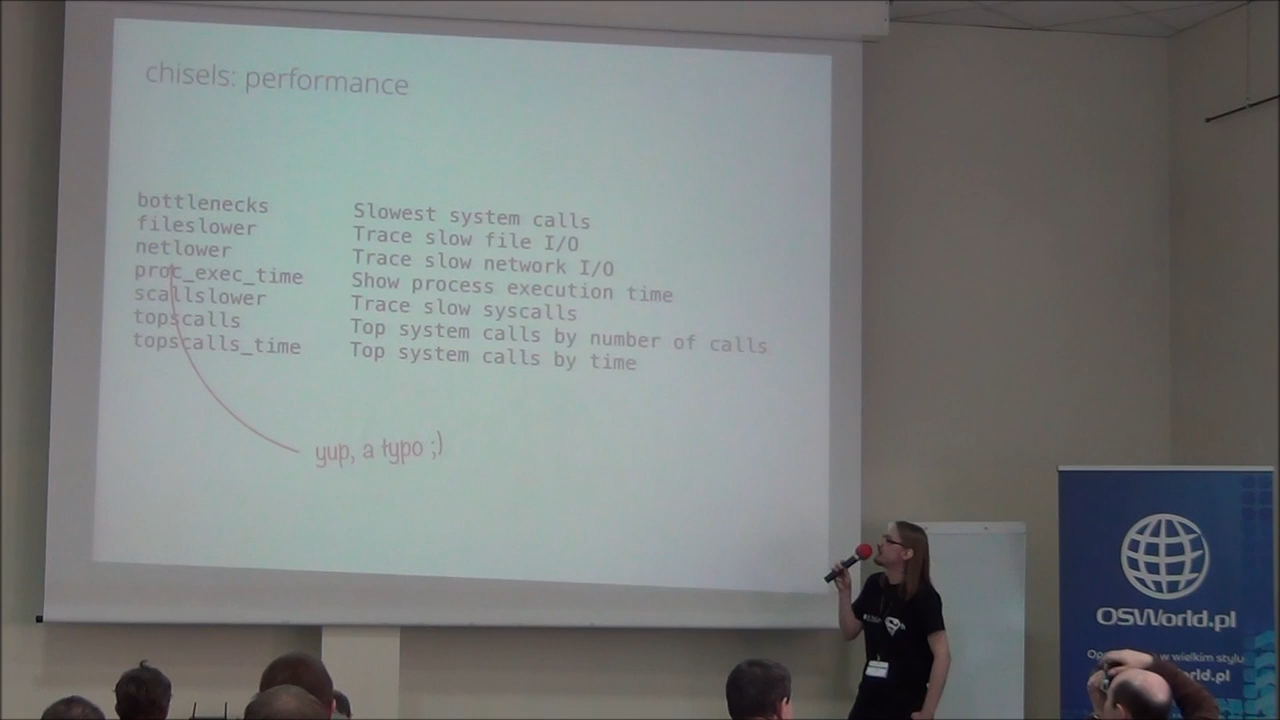 chisels: performance
bottlenecks Slowest system calls
fileslower Trace slow file I/O
netlower Trace slow network I/O
proc_exec_time Show process execution time
scallslower Trace slow syscalls
topscalls Top system calls by number of calls
topscalls_time Top system calls by time
yup, a typo ;)
OSWorld.pl
w wielkim stylu